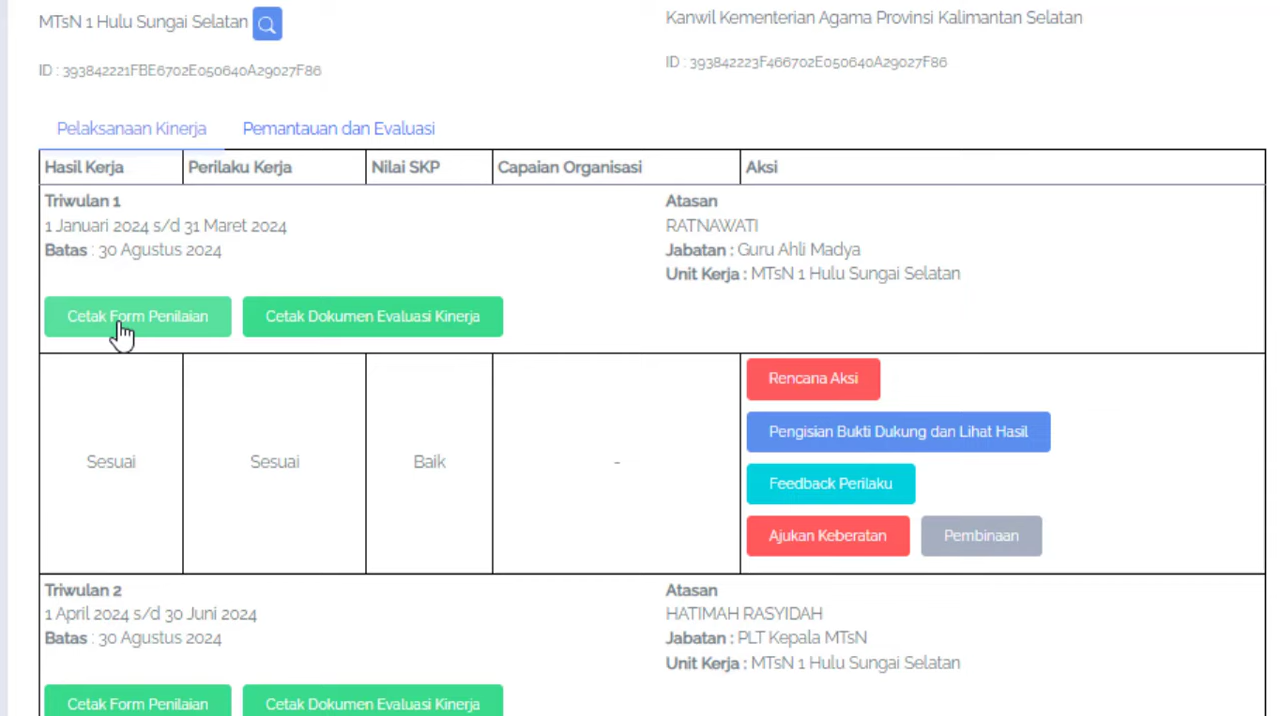 MTsN 1 Hulu Sungai Selatan
Kanwil Kementerian Agama Provinsi Kalimantan Selatan
ID : 393842221FBE6702E050640A29027F86
ID : 393842223F466702E050640A29027F86
Pelaksanaan Kinerja Pemantauan dan Evaluasi
Hasil Kerja Perilaku Kerja Nilai SKP Capaian Organisasi Aksi
Triwulan 1
1 Januari 2024 s/d 31 Maret 2024
Batas : 30 Agustus 2024
Atasan
RATNAWATI
Jabatan : Guru Ahli Madya
Unit Kerja : MTsN 1 Hulu Sungai Selatan
Cetak Form Penilaian Cetak Dokumen Evaluasi Kinerja
Sesuai Sesuai Baik -
Rencana Aksi
Pengisian Bukti Dukung dan Lihat Hasil
Feedback Perilaku
Ajukan Keberatan Pembinaan
Triwulan 2
1 April 2024 s/d 30 Juni 2024
Batas : 30 Agustus 2024
Atasan
HATIMAH RASYIDAH
Jabatan : PLT Kepala MTsN
Unit Kerja : MTsN 1 Hulu Sungai Selatan
Cetak Form Penilaian Cetak Dokumen Evaluasi Kinerja